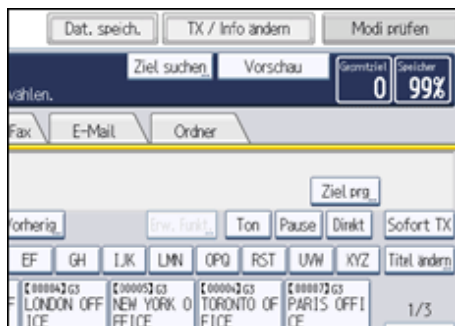 Dat. speich. TX / Info ändern Modi prüfen
Ziel suchen Vorschau Gesamtziel Speicher
wählen. 0 99%
Fax E-Mail Ordner
Ziel prg.
Vorherig. Erw. Funkt. Ton Pause Direkt Sofort TX
EF GH IJK LMN OPQ RST UVW XYZ Titel ändern
[00004]G3 [00005]G3 [00004]G3 [00007]G3
F LONDON OFF NEW YORK O TORONTO OF PARIS OFFI 1/3
ICE FFICE FICE CE